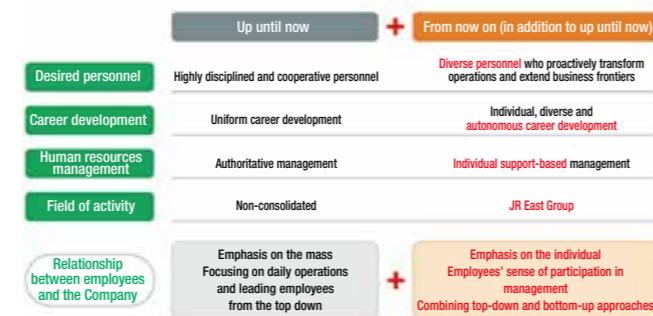 Up until now
+
From now on (in addition to up until now)
Desired personnel
Highly disciplined and cooperative personnel
Diverse personnel who proactively transform
operations and extend business frontiers
Career development
Uniform career development
Individual, diverse and
autonomous career development
Human resources
management
Authoritative management
Individual support-based management
Field of activity
Non-consolidated
JR East Group
Relationship
between employees
and the Company
Emphasis on the mass
Focusing on daily operations
and leading employees
from the top down
+
Emphasis on the individual
Employees' sense of participation in
management
Combining top-down and bottom-up approaches